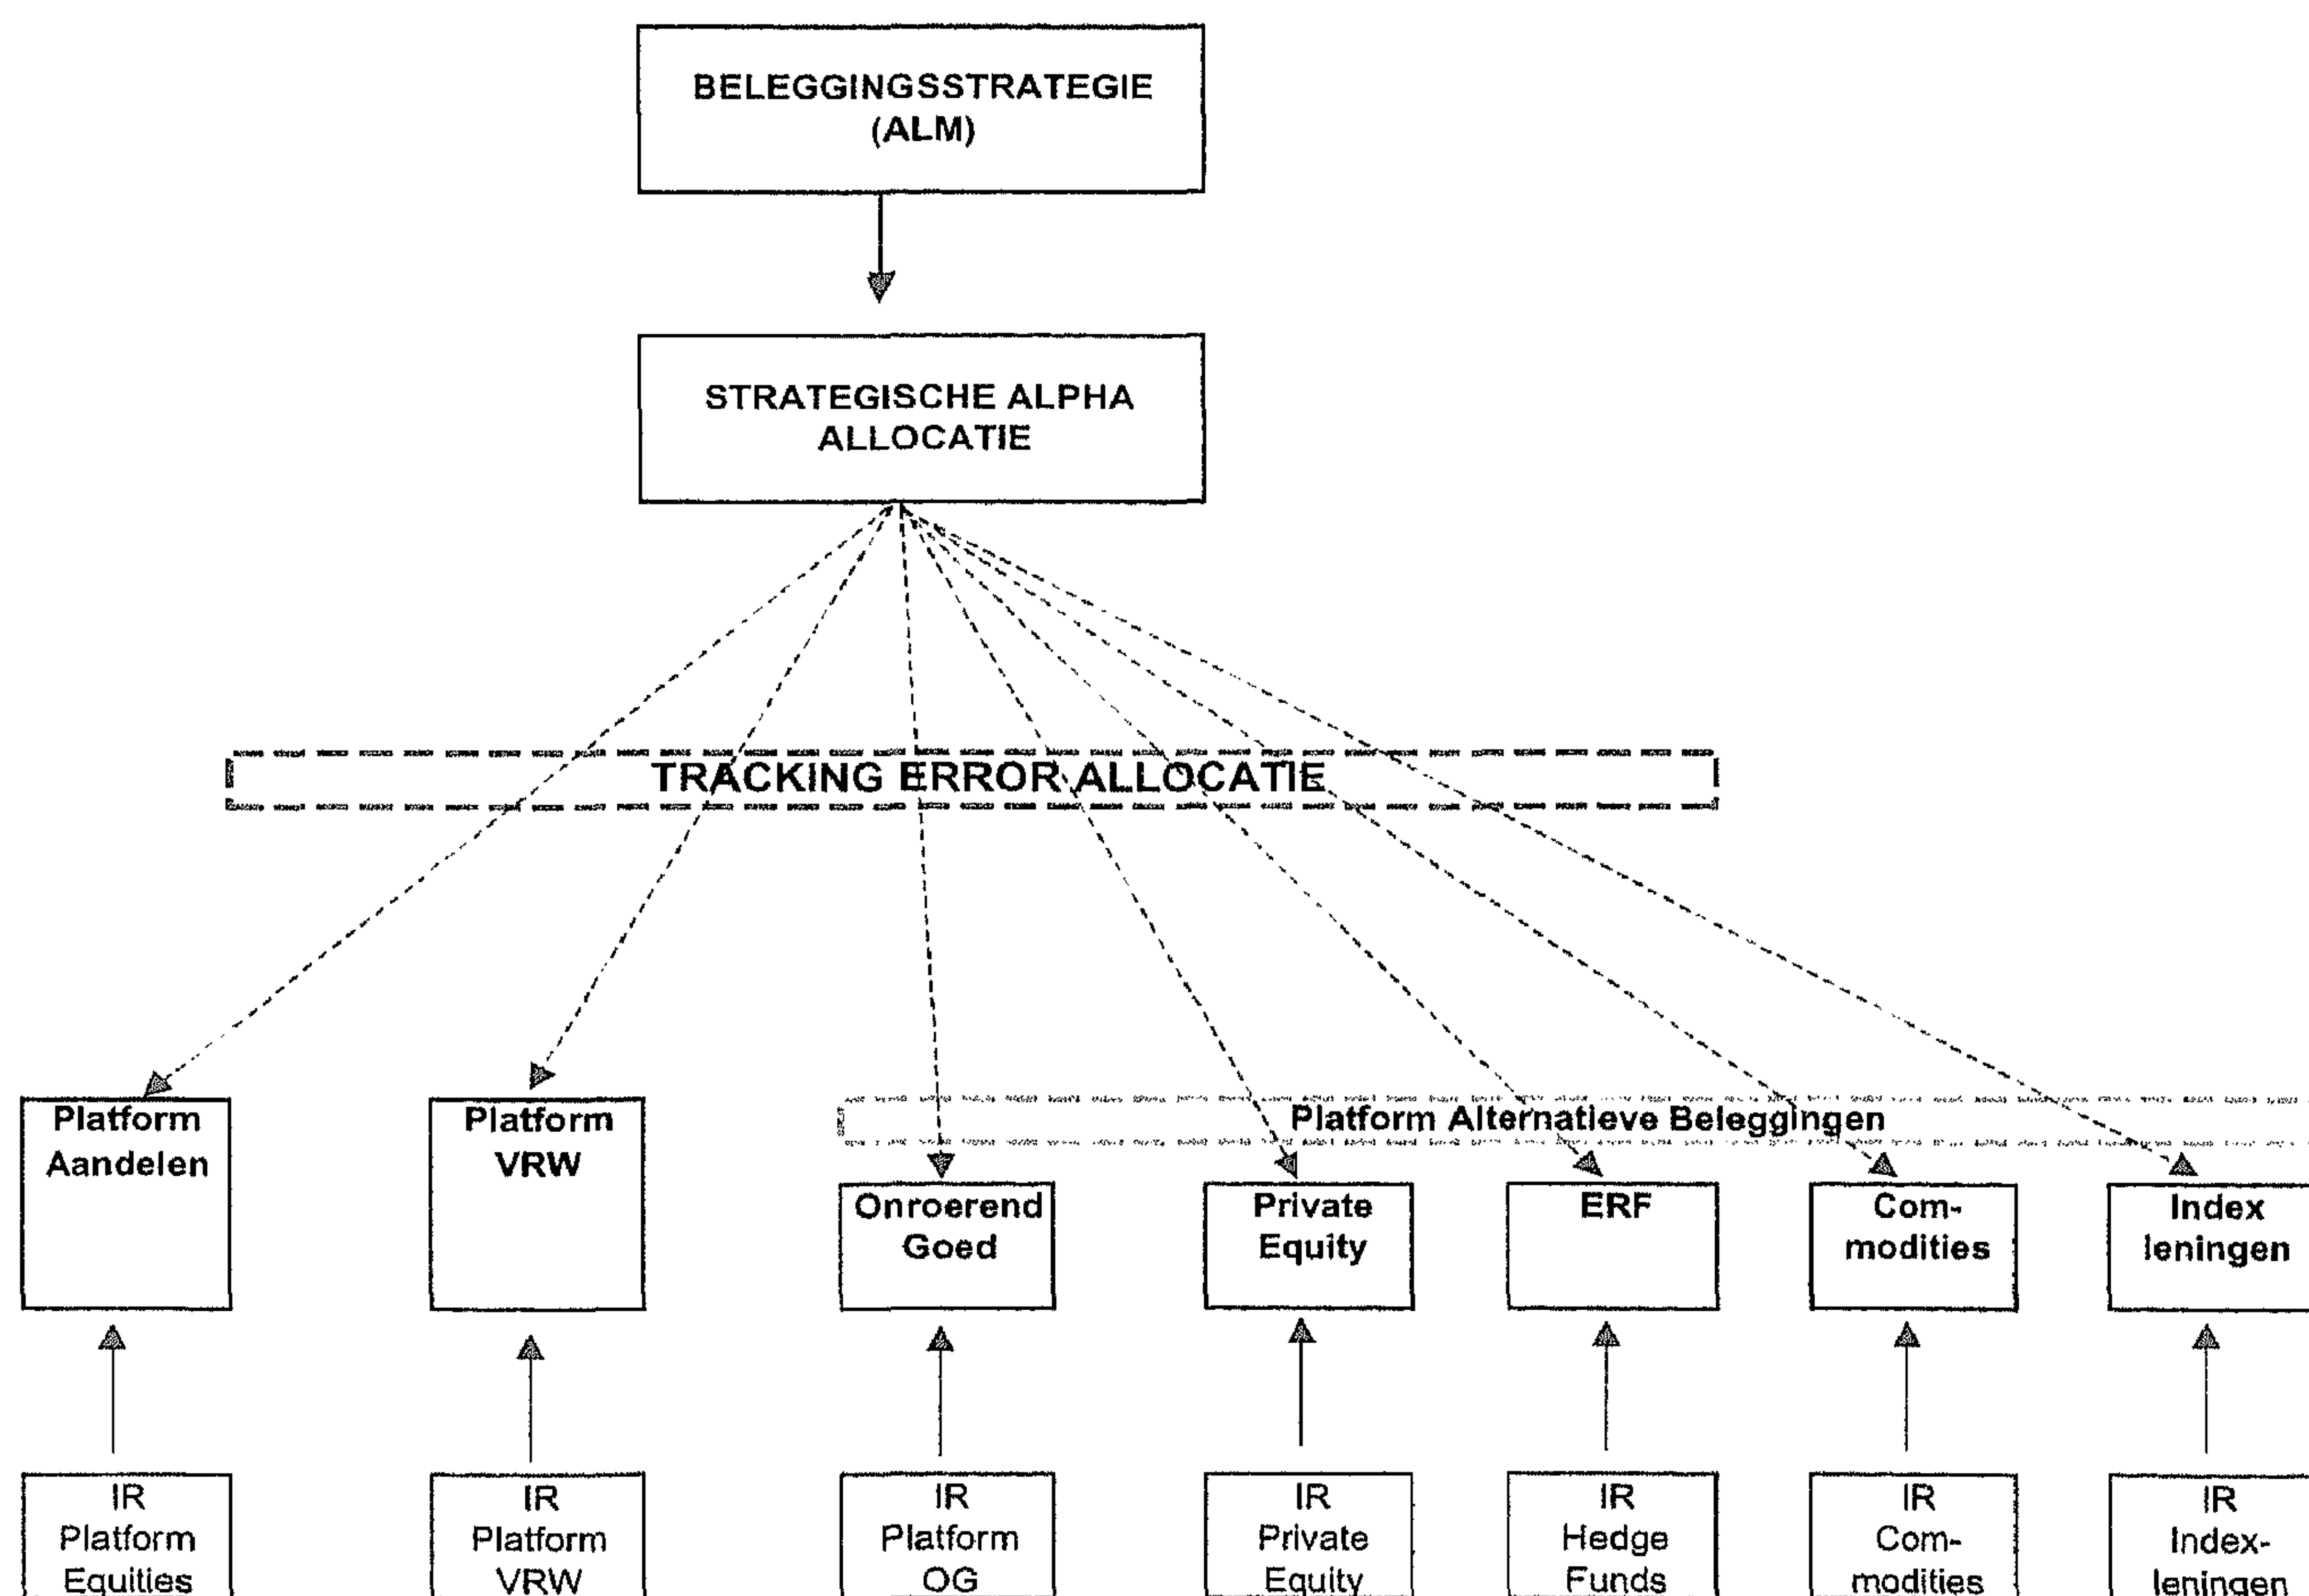 BELEGGINGSSTRATEGIE
(ALM)
STRATEGISCHE ALPHA
ALLOCATIE
TRACKING ERROR ALLOCATIE
Platform
Aandelen
Platform
VRW
Platform Alternatieve Beleggingen
Onroerend
Goed
Private
Equity
ERF
Com-
modities
Index
leningen
IR
Platform
Equities
IR
Platform
VRW
IR
Platform
OG
IR
Private
Equity
IR
Hedge
Funds
IR
Com-
modities
IR
Index-
leningen